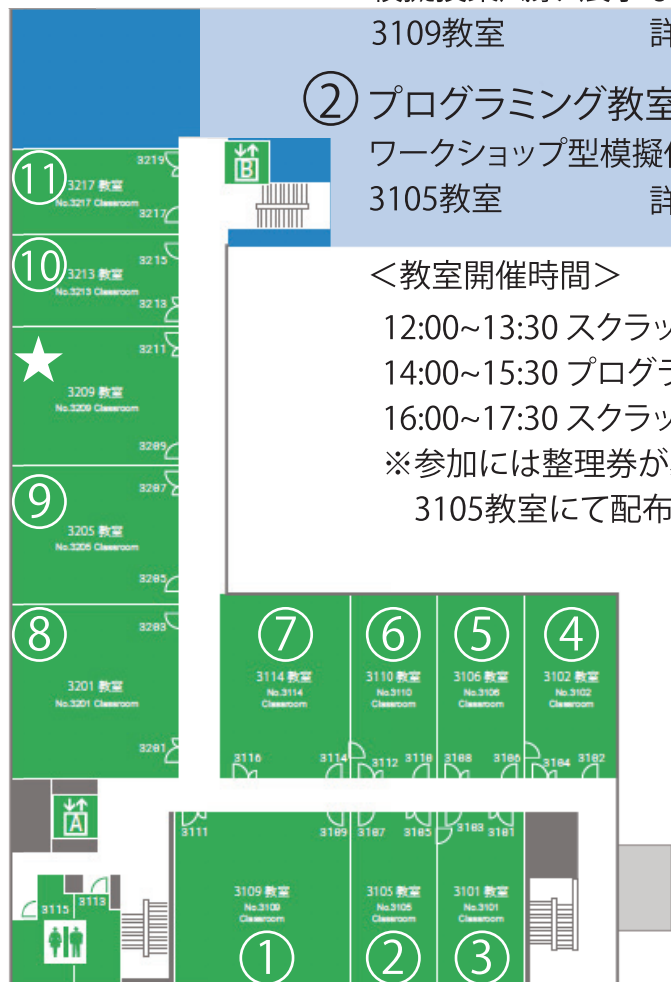 3109教室
② プログラミング教室
ワークショップ型模擬
3105教室
＜教室開催時間＞
12:00~13:30 スクラッ
14:00~15:30 プログラ
16:00~17:30 スクラッ
※参加には整理券が
3105教室にて配布
B
⑪
3219
3217 教室
No.3217 Classroom
3217
⑩
3215
3213 教室
No.3213 Classroom
3213
★
3211
3209 教室
No.3209 Classroom
3209
⑨
3207
3205 教室
No.3205 Classroom
3205
⑧
3203
3201 教室
No.3201 Classroom
3201
⑦ ⑥ ⑤ ④
3114 教室 3110 教室 3106 教室 3102 教室
No.3114 No.3110 No.3106 No.3102
Classroom Classroom Classroom Classroom
3116 3114 3112 3110 3108 3106 3104 3102
A
3111 3109 3107 3105 3103 3101
3109 教室 3105 教室 3101 教室
No.3109 No.3105 No.3101
Classroom Classroom Classroom
3115 3113
① ② ③